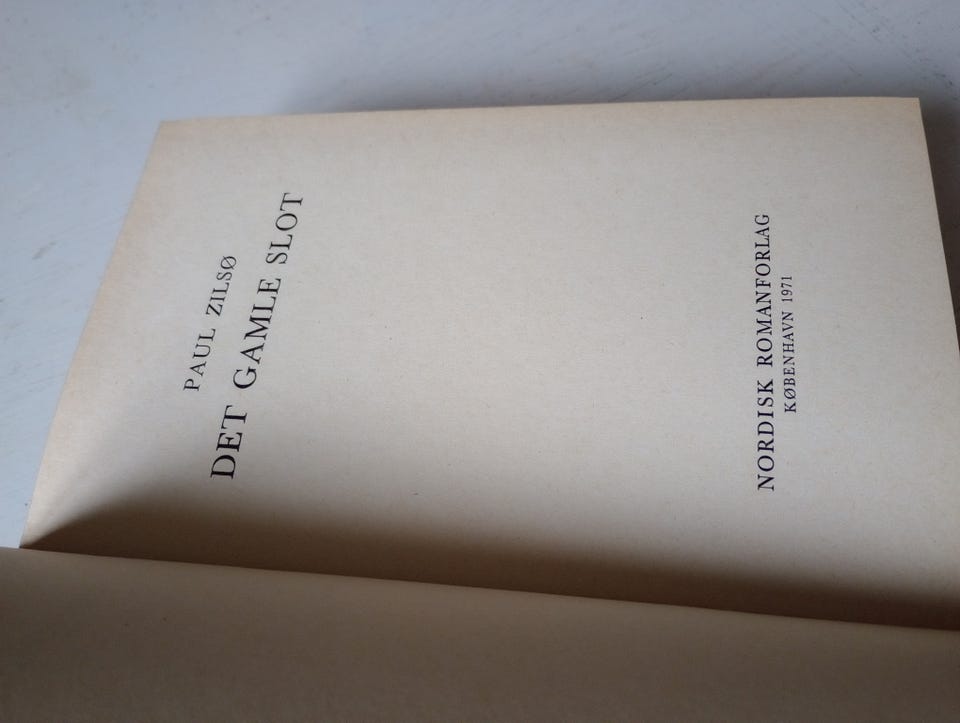 PAUL ZILSØ
DET GAMLE SLOT
NORDISK ROMANFORLAG
KØBENHAVN 1971